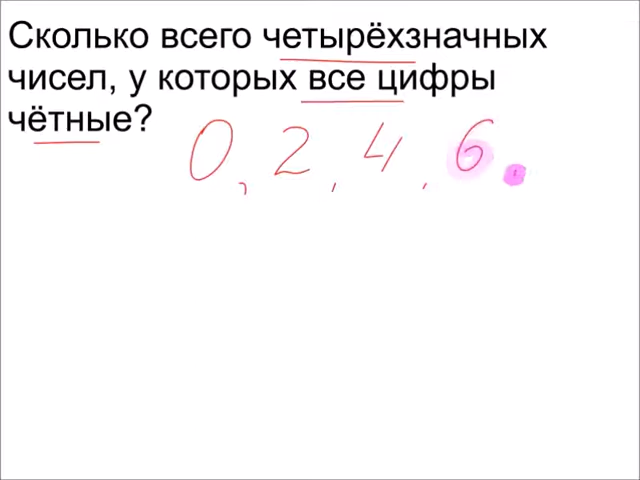 Сколько всего четырёхзначных
чисел, у которых все цифры
чётные?
0, 2, 4, 6